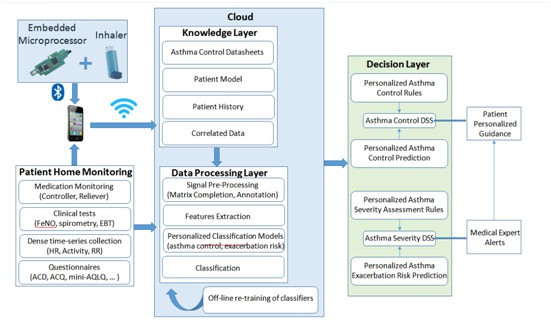 Embedded
Microprocessor
Inhaler
Patient Home Monitoring
Medication Monitoring
(Controller, Reliever)
Clinical tests
(FeNO, spirometry, EBT)
Dense time-series collection
(HR, Activity, RR)
Questionnaires
(ACD, ACQ, mini-AQLQ, ... )
Cloud
Knowledge Layer
Asthma Control Datasheets
Patient Model
Patient History
Correlated Data
Data Processing Layer
Signal Pre-Processing
(Matrix Completion, Annotation)
Features Extraction
Personalized Classification Models
(asthma control, exacerbation risk)
Classification
Off-line re-training of classifiers
Decision Layer
Personalized Asthma
Control Rules
Asthma Control DSS
Personalized Asthma
Control Prediction
Personalized Asthma
Severity Assessment Rules
Asthma Severity DSS
Personalized Asthma
Exacerbation Risk Prediction
Patient
Personalized
Guidance
Medical Expert
Alerts